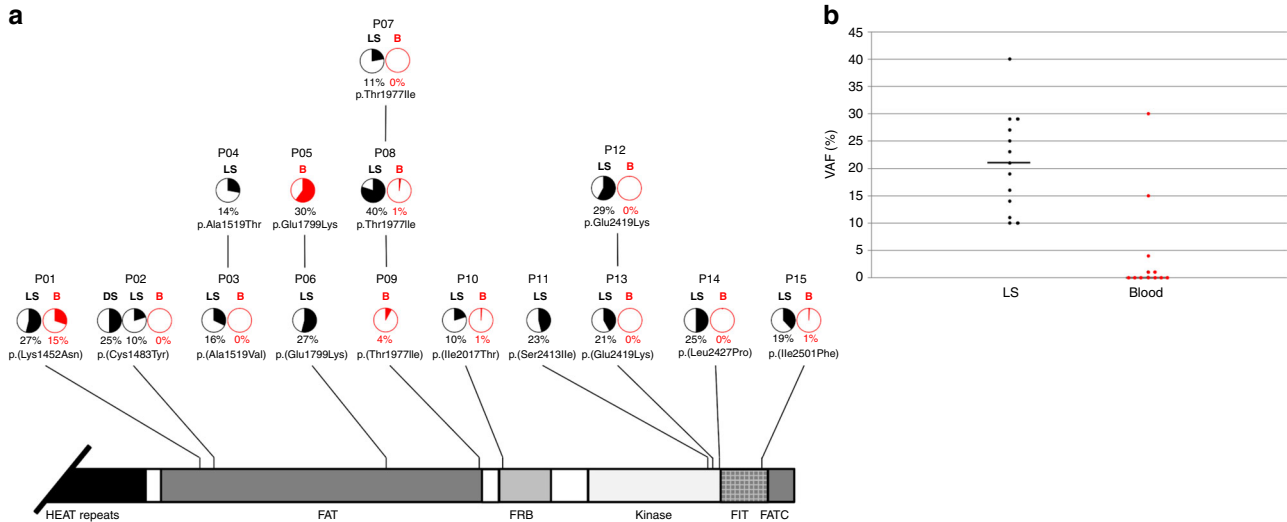 a
P07
LS B
11% 0%
p.Thr1977Ile
P04 P05 P08 P12
LS B LS B LS B
14% 30% 40% 1% 29% 0%
p.Ala1519Thr p.Glu1799Lys p.Thr1977Ile p.Glu2419Lys
P01 P02 P03 P06 P09 P10 P11 P13 P14 P15
LS B DS LS B LS B LS B LS B LS LS B LS B LS B
27% 15% 25% 10% 0% 16% 0% 27% 4% 10% 1% 23% 21% 0% 25% 0% 19% 1%
p.(Lys1452Asn) p.(Cys1483Tyr) p.(Ala1519Val) p.(Glu1799Lys) p.(Thr1977Ile) p.(Ile2017Thr) p.(Ser2413Ile) p.(Glu2419Lys) p.(Leu2427Pro) p.(Ile2501Phe)
HEAT repeats FAT FRB Kinase FIT FATC
b
45
40
35
30
25
20
15
10
5
0
VAF (%)
LS Blood